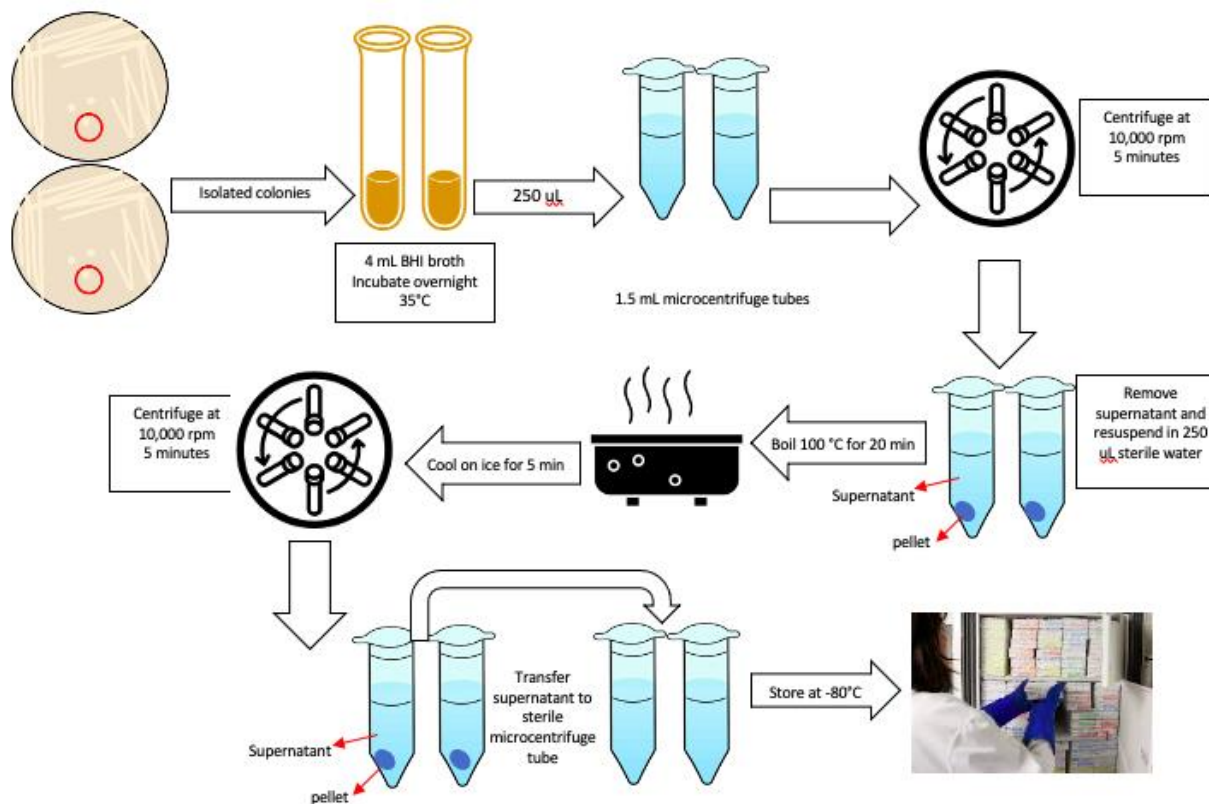 Isolated colonies
4 mL BHI broth
Incubate overnight
35°C
250 uL
1.5 mL microcentrifuge tubes
Centrifuge at
10,000 rpm
5 minutes
Remove
supernatant and
resuspend in 250
uL sterile water
Supernatant
pellet
Boil 100 °C for 20 min
Cool on ice for 5 min
Centrifuge at
10,000 rpm
5 minutes
Supernatant
pellet
Transfer
supernatant to
sterile
microcentrifuge
tube
Store at -80°C